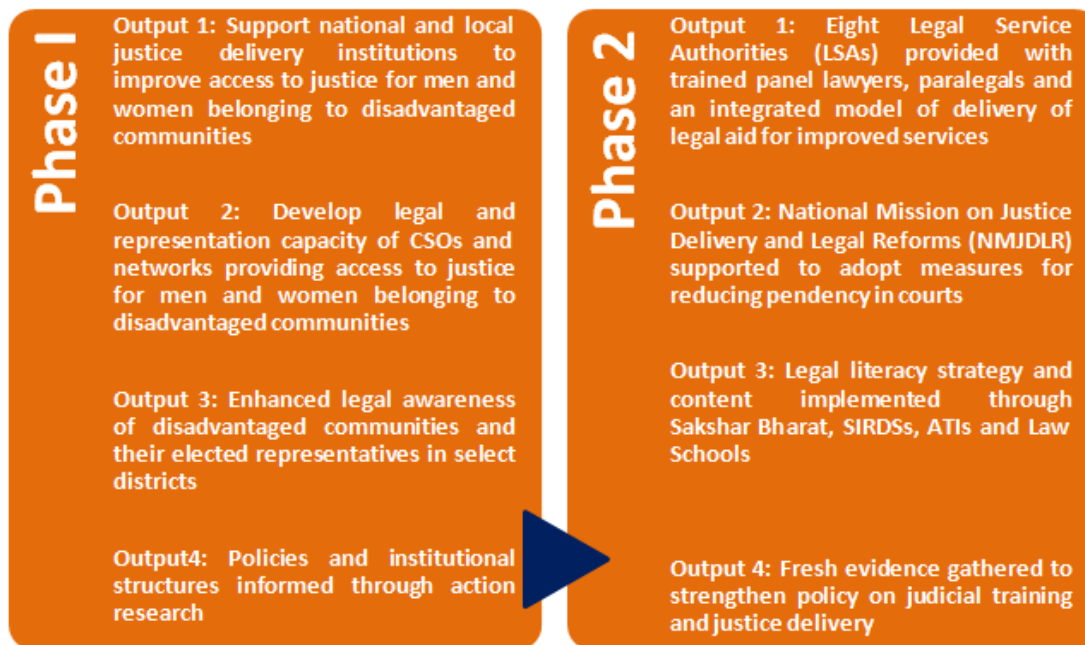 Phase I
Output 1: Support national and local
justice delivery institutions to
improve access to justice for men and
women belonging to disadvantaged
communities
Output 2: Develop legal and
representation capacity of CSOs and
networks providing access to justice
for men and women belonging to
disadvantaged communities
Output 3: Enhanced legal awareness
of disadvantaged communities and
their elected representatives in select
districts
Output4: Policies and institutional
structures informed through action
research
Phase 2
Output 1: Eight Legal Service
Authorities (LSAs) provided with
trained panel lawyers, paralegals and
an integrated model of delivery of
legal aid for improved services
Output 2: National Mission on Justice
Delivery and Legal Reforms (NMJDLR)
supported to adopt measures for
reducing pendency in courts
Output 3: Legal literacy strategy and
content implemented through
Sakshar Bharat, SIRDSs, ATIs and Law
Schools
Output 4: Fresh evidence gathered to
strengthen policy on judicial training
and justice delivery